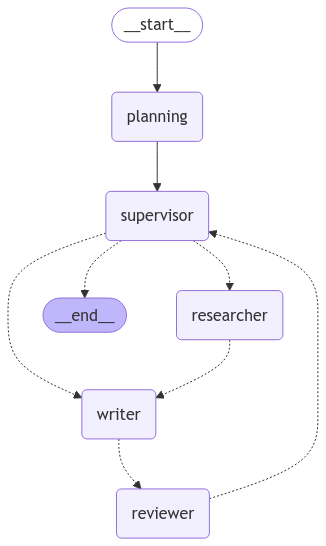 __start__
planning
supervisor
__end__
researcher
writer
reviewer